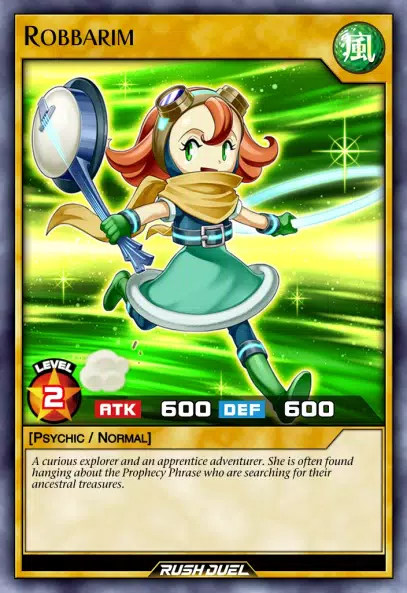 ROBBARIM
風
LEVEL
2
ATK 600 DEF 600
[PSYCHIC / NORMAL]
A curious explorer and an apprentice adventurer. She is often found
hanging about the Prophecy Phrase who are searching for their
ancestral treasures.
RUSH DUEL